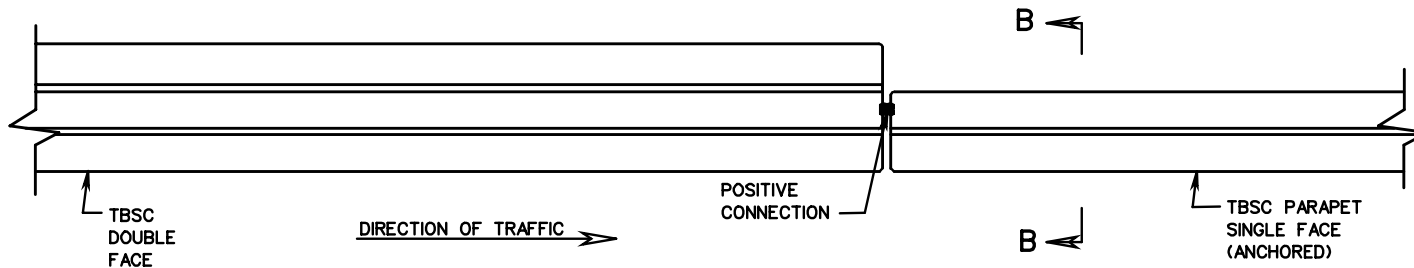 B
TBSC
DOUBLE
FACE
DIRECTION OF TRAFFIC
POSITIVE
CONNECTION
B
TBSC PARAPET
SINGLE FACE
(ANCHORED)